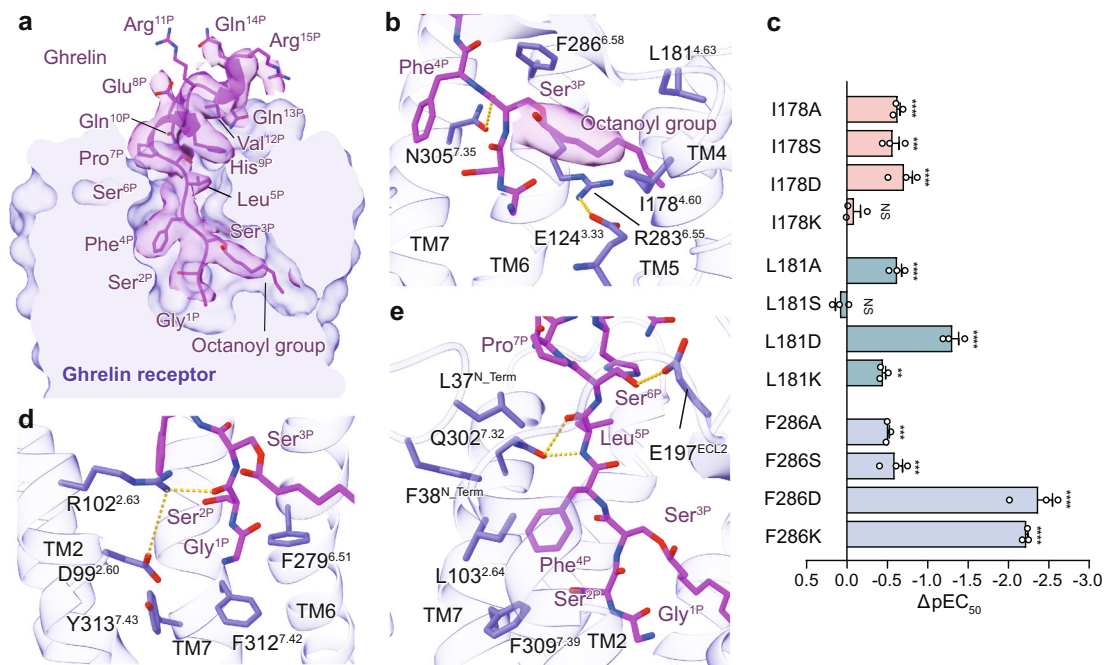 a
Arg11P
Gln14P
Arg15P
Ghrelin
Glu8P
Gln13P
Gln10P
Val12P
Pro7P
His9P
Ser6P
Leu5P
Phe4P
Ser3P
Ser2P
Gly1P
Octanoyl group
Ghrelin receptor
b
F2866.58
L1814.63
Phe4P
Ser3P
Octanoyl group
N3057.35
TM4
I1784.60
E1243.33
R2836.55
TM7
TM6
TM5
c
I178A
****
I178S
***
I178D
****
I178K
NS
L181A
****
L181S
NS
L181D
****
L181K
**
F286A
***
F286S
***
F286D
****
F286K
****
0.5
0.0
-0.5
-1.0
-1.5
-2.0
-2.5
-3.0
ΔpEC50
d
Ser3P
R1022.63
Ser2P
TM2
Gly1P
F2796.51
D992.60
TM6
Y3137.43
TM7
F3127.42
e
Pro7P
L37N_Term
Ser6P
Q3027.32
Leu5P
E197ECL2
F38N_Term
Ser3P
Phe4P
L1032.64
Ser2P
Gly1P
TM7
F3097.39
TM2